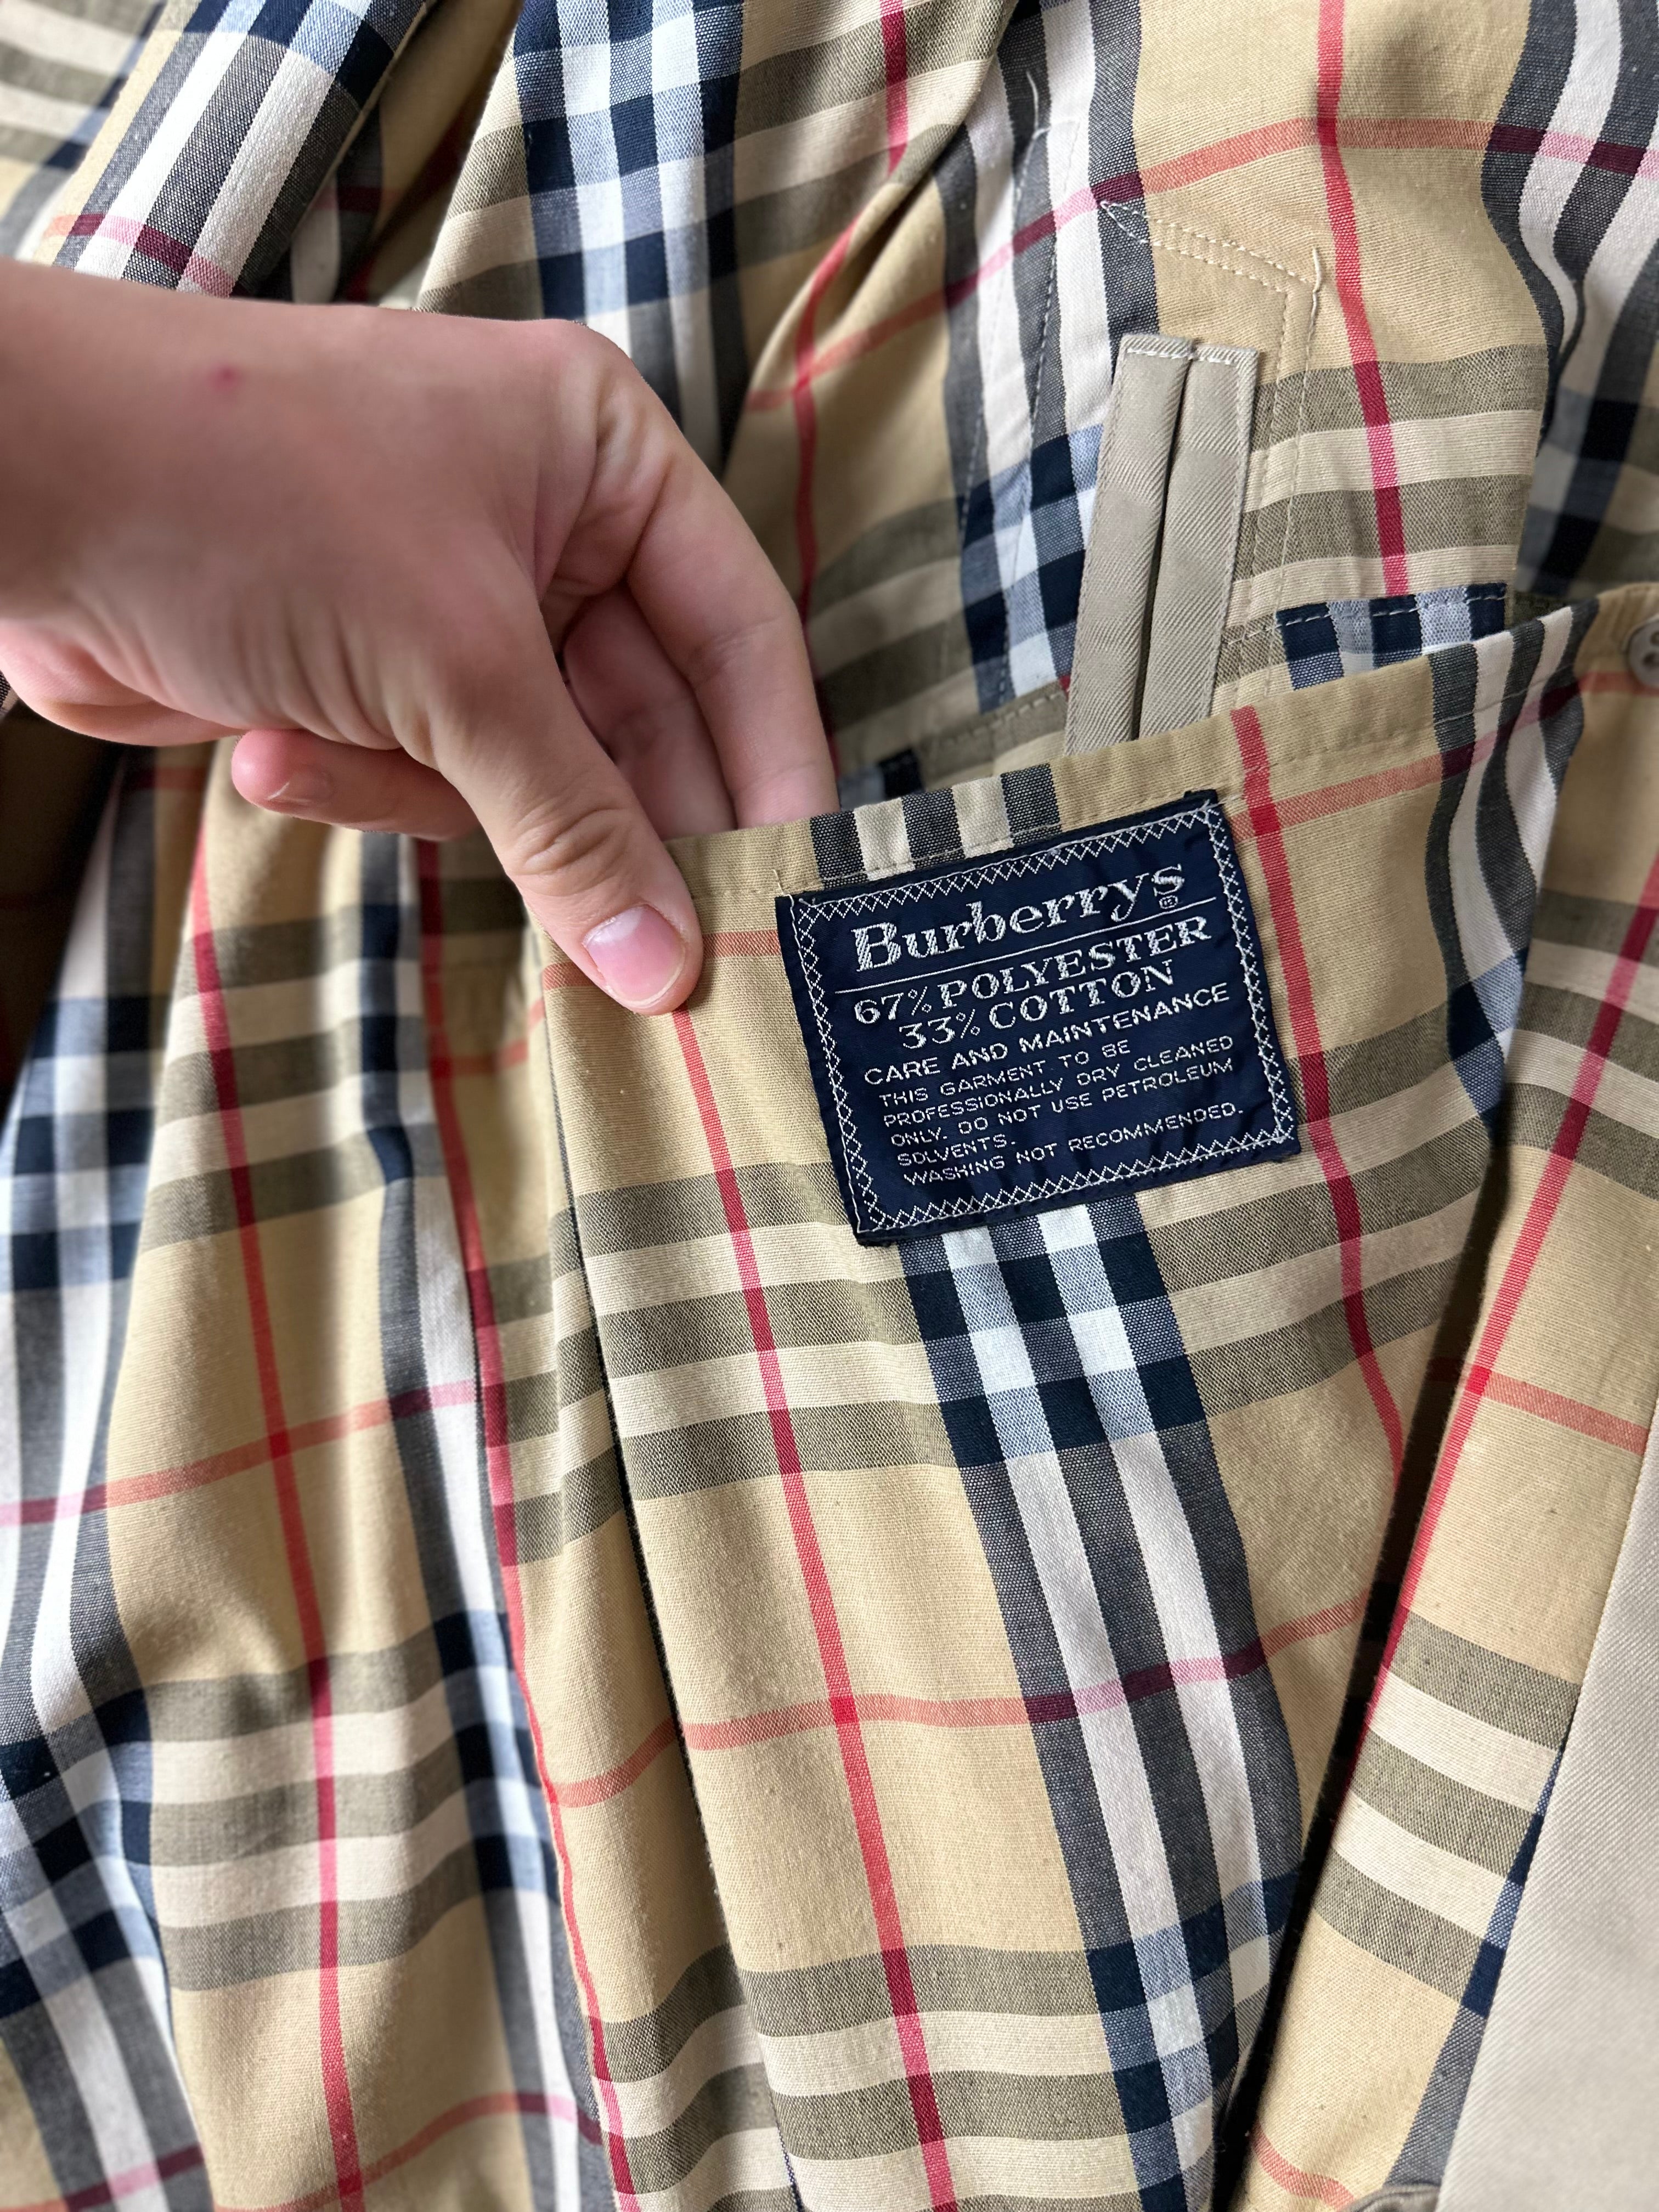 Burberrys
®
67% POLYESTER
33% COTTON
CARE AND MAINTENANCE
THIS GARMENT TO BE
PROFESSIONALLY DRY CLEANED
ONLY. DO NOT USE PETROLEUM
SOLVENTS.
WASHING NOT RECOMMENDED.